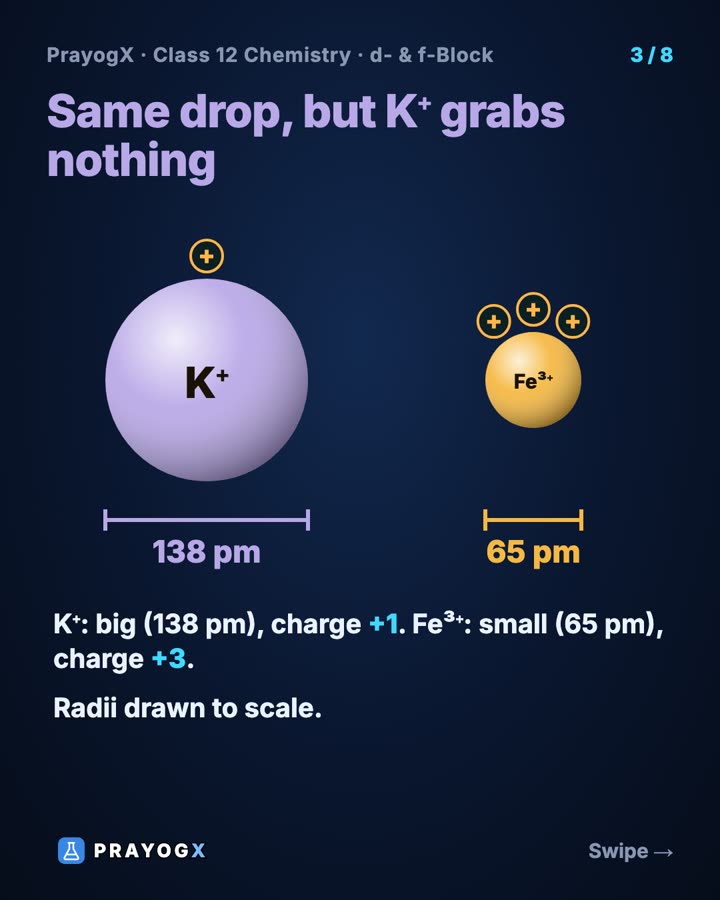 PrayogX · Class 12 Chemistry · d- & f-Block 3 / 8
Same drop, but K⁺ grabs
nothing
+
+ + +
K⁺
Fe³⁺
138 pm 65 pm
K⁺: big (138 pm), charge +1. Fe³⁺: small (65 pm),
charge +3.
Radii drawn to scale.
PRAYOGX Swipe →